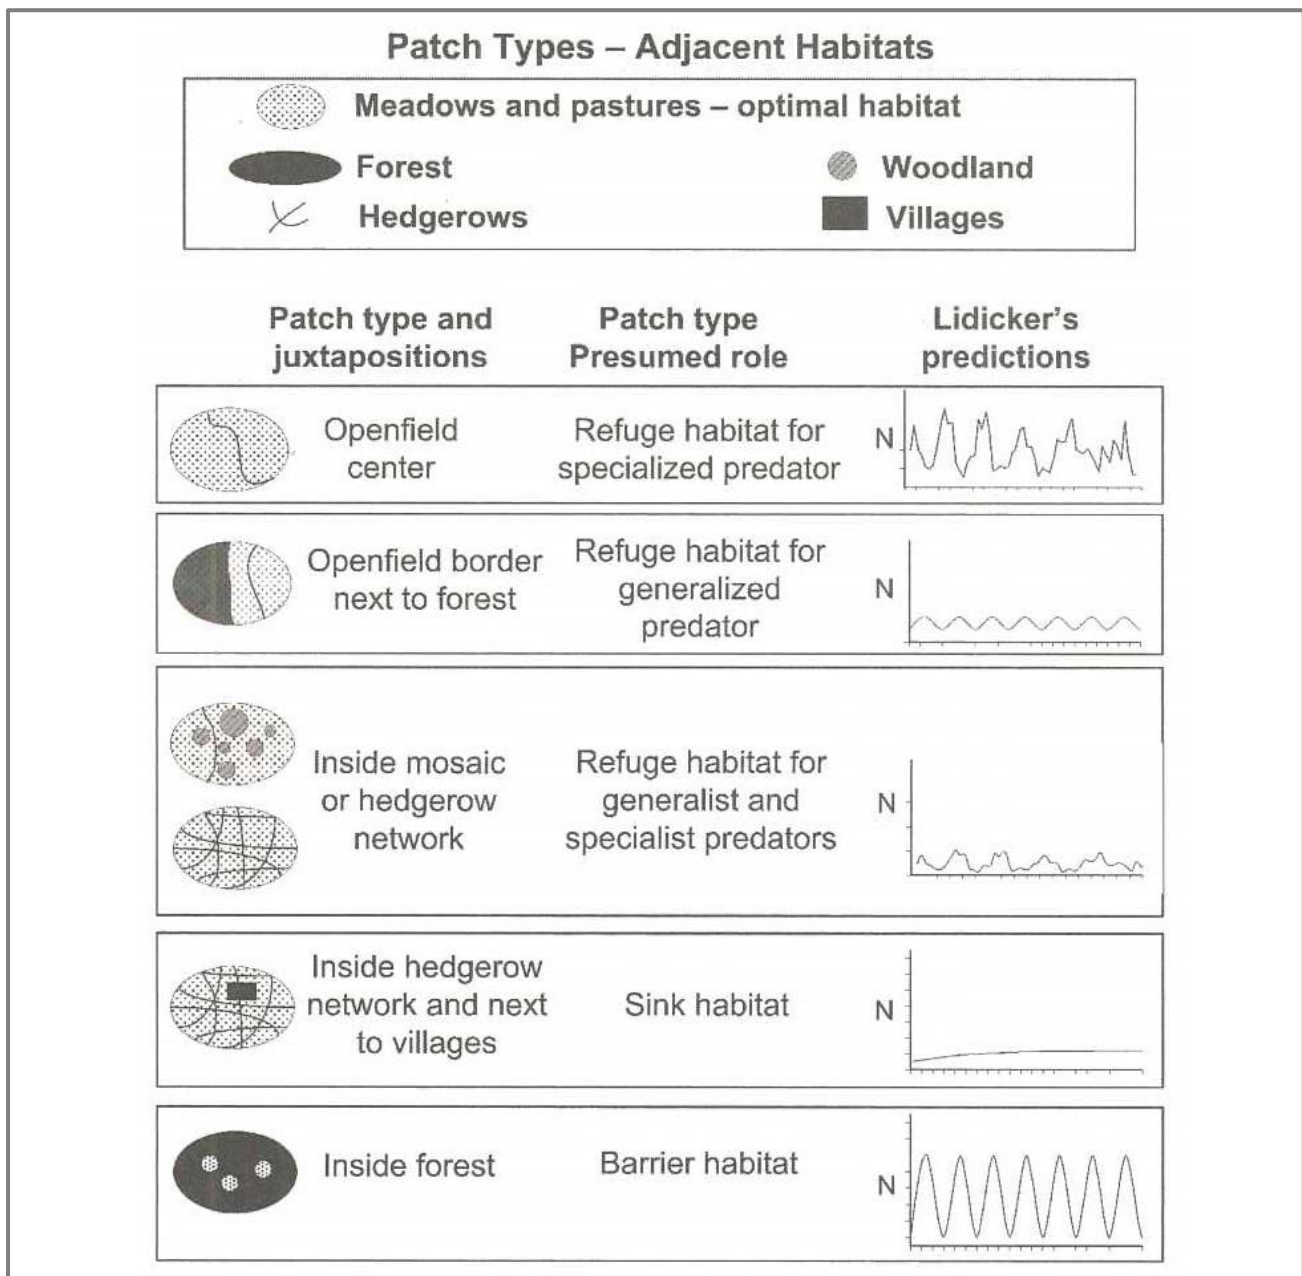 Patch Types – Adjacent Habitats
Meadows and pastures – optimal habitat
Forest
Woodland
Hedgerows
Villages
Patch type and
juxtapositions
Patch type
Presumed role
Lidicker's
predictions
Openfield
center
Refuge habitat for
specialized predator
N
Openfield border
next to forest
Refuge habitat for
generalized
predator
N
Inside mosaic
or hedgerow
network
Refuge habitat for
generalist and
specialist predators
N
Inside hedgerow
network and next
to villages
Sink habitat
N
Inside forest
Barrier habitat
N